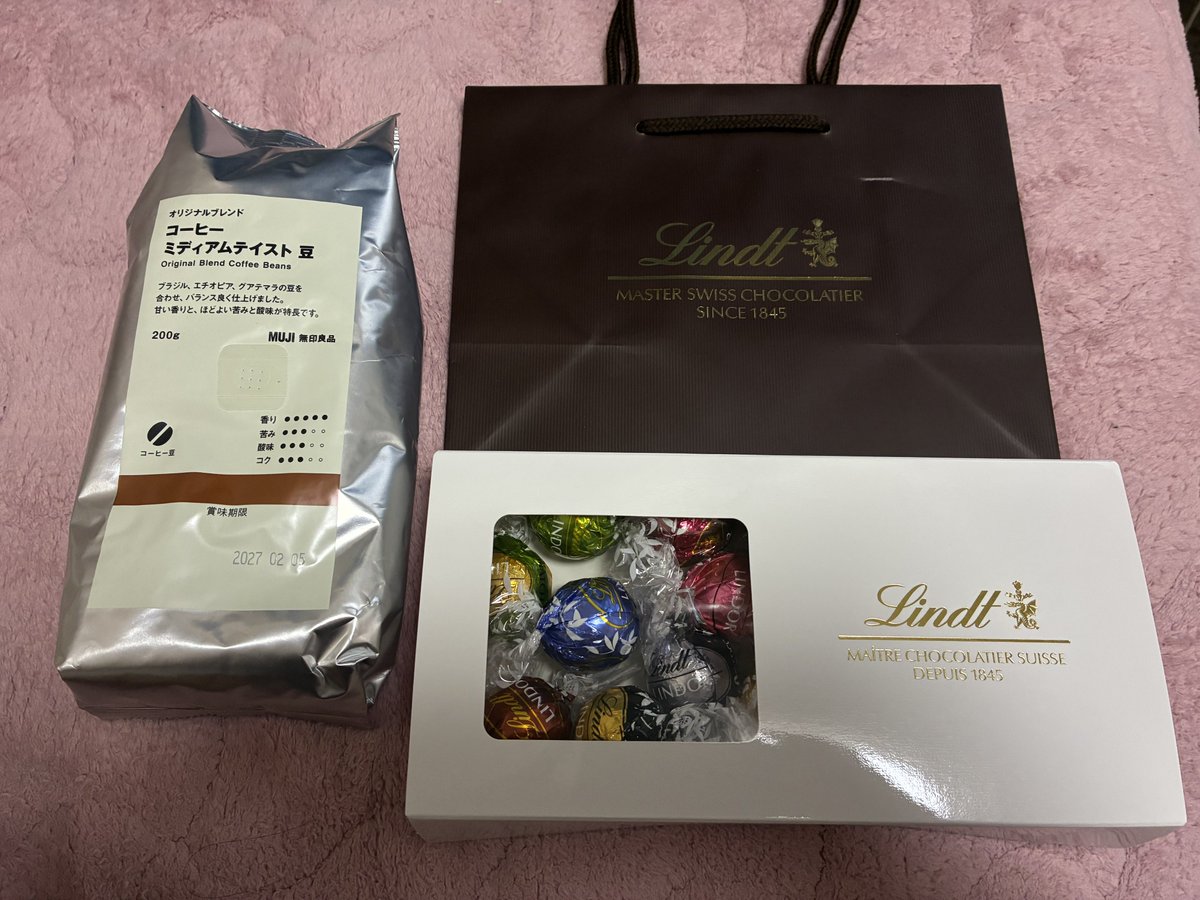 オリジナルブレンド
コーヒー
ミディアムテイスト 豆
Original Blend Coffee Beans
ブラジル、エチオピア、グアテマラの豆を
合わせ、バランス良く仕上げました。
甘い香りと、ほどよい苦みと酸味が特長です。
200g
MUJI 無印良品
香り ●●●●●
苦み ●●●○○
酸味 ●●●○○
コク ●●●○○
コーヒー豆
賞味期限
2027 02 05
Lindt
MASTER SWISS CHOCOLATIER
SINCE 1845
Lindt
MAÎTRE CHOCOLATIER SUISSE
DEPUIS 1845
Lindt
LINDO